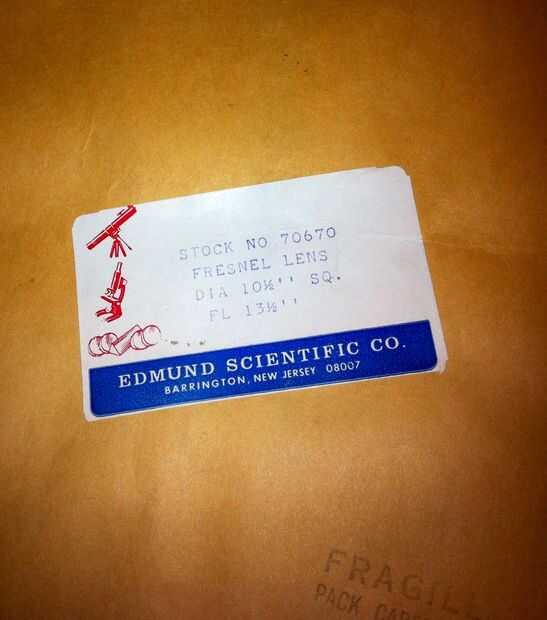 STOCK NO 70670
FRESNEL LENS
DIA 10½'' SQ.
FL 13½''
EDMUND SCIENTIFIC CO.
BARRINGTON, NEW JERSEY 08007
PACK